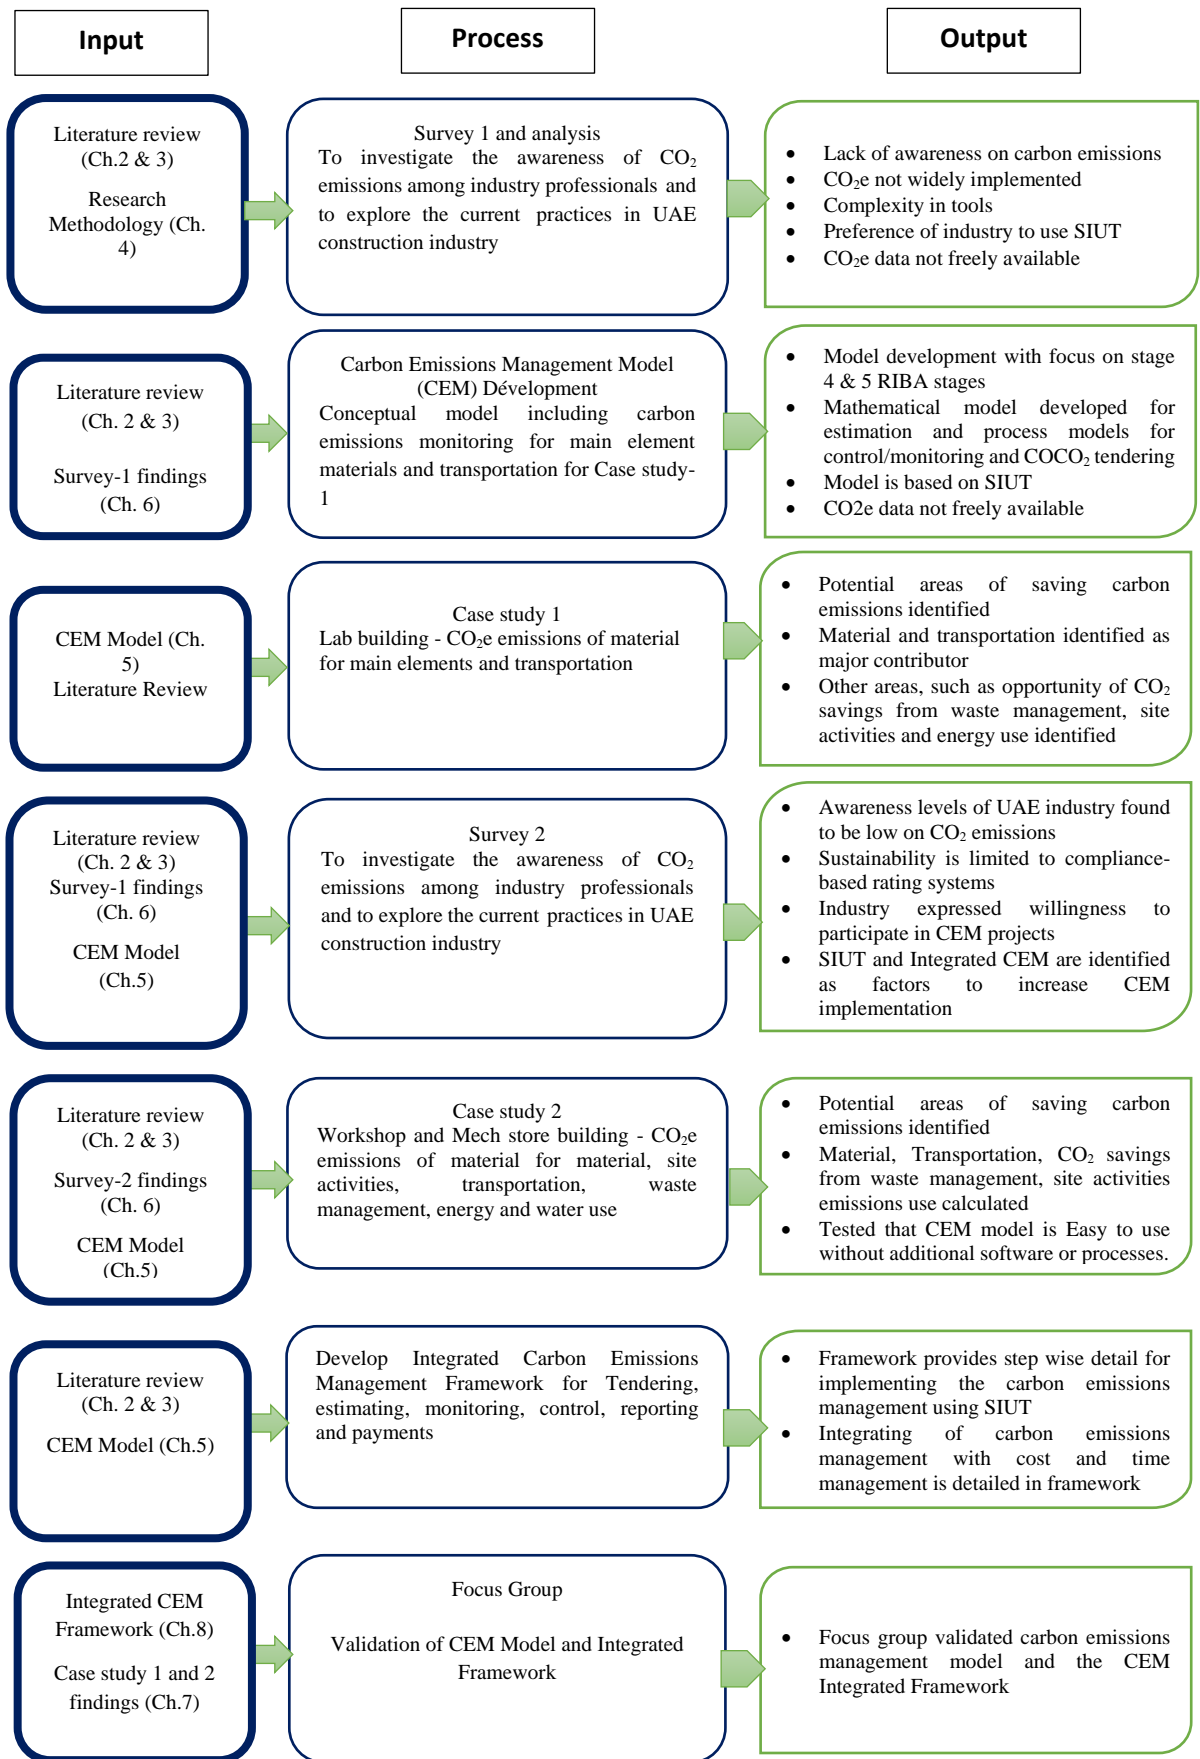 Input
Process
Output
Literature review
(Ch.2 & 3)
Research
Methodology (Ch.
4)
Survey 1 and analysis
To investigate the awareness of CO₂
emissions among industry professionals and
to explore the current practices in UAE
construction industry
• Lack of awareness on carbon emissions
• CO₂e not widely implemented
• Complexity in tools
• Preference of industry to use SIUT
• CO₂e data not freely available
Literature review
(Ch. 2 & 3)
Survey-1 findings
(Ch. 6)
Carbon Emissions Management Model
(CEM) Dévelopment
Conceptual model including carbon
emissions monitoring for main element
materials and transportation for Case study-
1
• Model development with focus on stage
4 & 5 RIBA stages
• Mathematical model developed for
estimation and process models for
control/monitoring and COCO₂ tendering
• Model is based on SIUT
• CO2e data not freely available
CEM Model (Ch.
5)
Literature Review
Case study 1
Lab building - CO₂e emissions of material
for main elements and transportation
• Potential areas of saving carbon
emissions identified
• Material and transportation identified as
major contributor
• Other areas, such as opportunity of CO₂
savings from waste management, site
activities and energy use identified
Literature review
(Ch. 2 & 3)
Survey-1 findings
(Ch. 6)
CEM Model
(Ch.5)
Survey 2
To investigate the awareness of CO₂
emissions among industry professionals
and to explore the current practices in UAE
construction industry
• Awareness levels of UAE industry found
to be low on CO₂ emissions
• Sustainability is limited to compliance-
based rating systems
• Industry expressed willingness to
participate in CEM projects
• SIUT and Integrated CEM are identified
as factors to increase CEM
implementation
Literature review
(Ch. 2 & 3)
Survey-2 findings
(Ch. 6)
CEM Model
(Ch.5)
Case study 2
Workshop and Mech store building - CO₂e
emissions of material for material, site
activities, transportation, waste
management, energy and water use
• Potential areas of saving carbon
emissions identified
• Material, Transportation, CO₂ savings
from waste management, site activities
emissions use calculated
• Tested that CEM model is Easy to use
without additional software or processes.
Literature review
(Ch. 2 & 3)
CEM Model (Ch.5)
Develop Integrated Carbon Emissions
Management Framework for Tendering,
estimating, monitoring, control, reporting
and payments
• Framework provides step wise detail for
implementing the carbon emissions
management using SIUT
• Integrating of carbon emissions
management with cost and time
management is detailed in framework
Integrated CEM
Framework (Ch.8)
Case study 1 and 2
findings (Ch.7)
Focus Group
Validation of CEM Model and Integrated
Framework
• Focus group validated carbon emissions
management model and the CEM
Integrated Framework